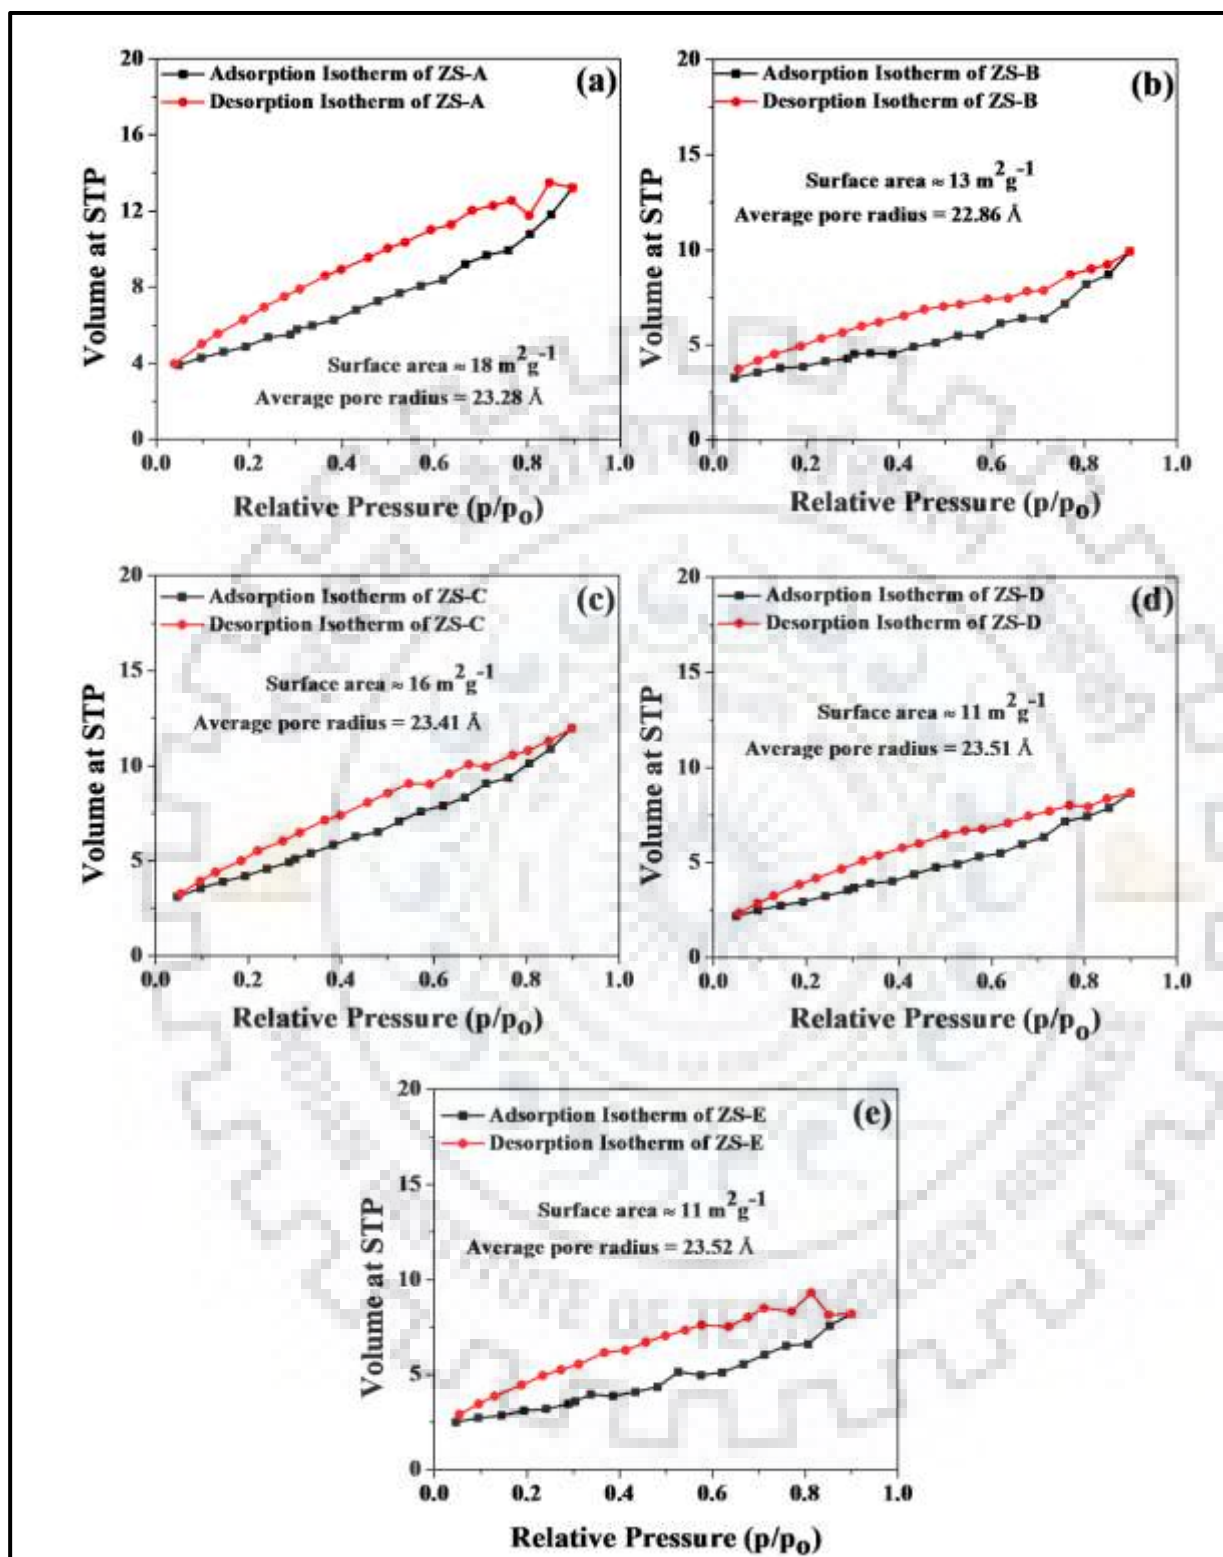 20
16
12
8
4
0
Volume at STP
Adsorption Isotherm of ZS-A
Desorption Isotherm of ZS-A
(a)
Surface area ≈ 18 m²g⁻¹
Average pore radius = 23.28 Å
0.0 0.2 0.4 0.6 0.8 1.0
Relative Pressure (p/pₒ)
20
15
10
5
0
Volume at STP
Adsorption Isotherm of ZS-B
Desorption Isotherm of ZS-B
(b)
Surface area ≈ 13 m²g⁻¹
Average pore radius = 22.86 Å
0.0 0.2 0.4 0.6 0.8 1.0
Relative Pressure (p/pₒ)
20
15
10
5
0
Volume at STP
Adsorption Isotherm of ZS-C
Desorption Isotherm of ZS-C
(c)
Surface area ≈ 16 m²g⁻¹
Average pore radius = 23.41 Å
0.0 0.2 0.4 0.6 0.8 1.0
Relative Pressure (p/pₒ)
20
15
10
5
0
Volume at STP
Adsorption Isotherm of ZS-D
Desorption Isotherm of ZS-D
(d)
Surface area ≈ 11 m²g⁻¹
Average pore radius = 23.51 Å
0.0 0.2 0.4 0.6 0.8 1.0
Relative Pressure (p/pₒ)
20
15
10
5
0
Volume at STP
Adsorption Isotherm of ZS-E
Desorption Isotherm of ZS-E
(e)
Surface area ≈ 11 m²g⁻¹
Average pore radius = 23.52 Å
0.0 0.2 0.4 0.6 0.8 1.0
Relative Pressure (p/pₒ)